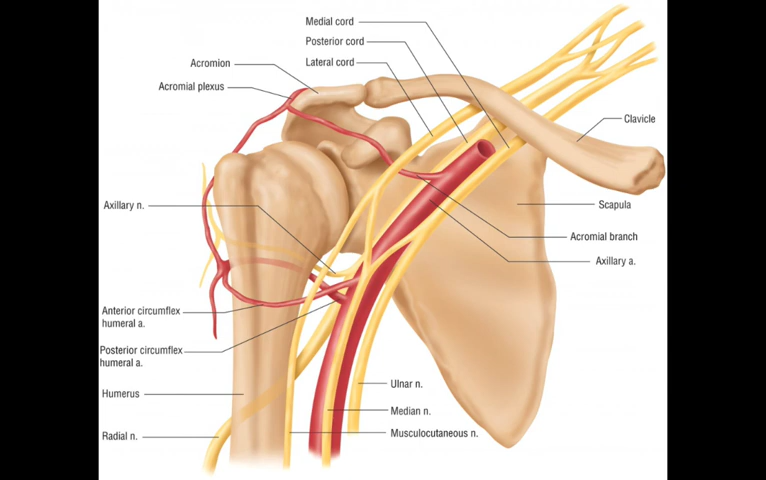 Medial cord
Posterior cord
Lateral cord
Acromion
Acromial plexus
Clavicle
Axillary n.
Scapula
Acromial branch
Axillary a.
Anterior circumflex
humeral a.
Posterior circumflex
humeral a.
Humerus
Ulnar n.
Median n.
Radial n.
Musculocutaneous n.